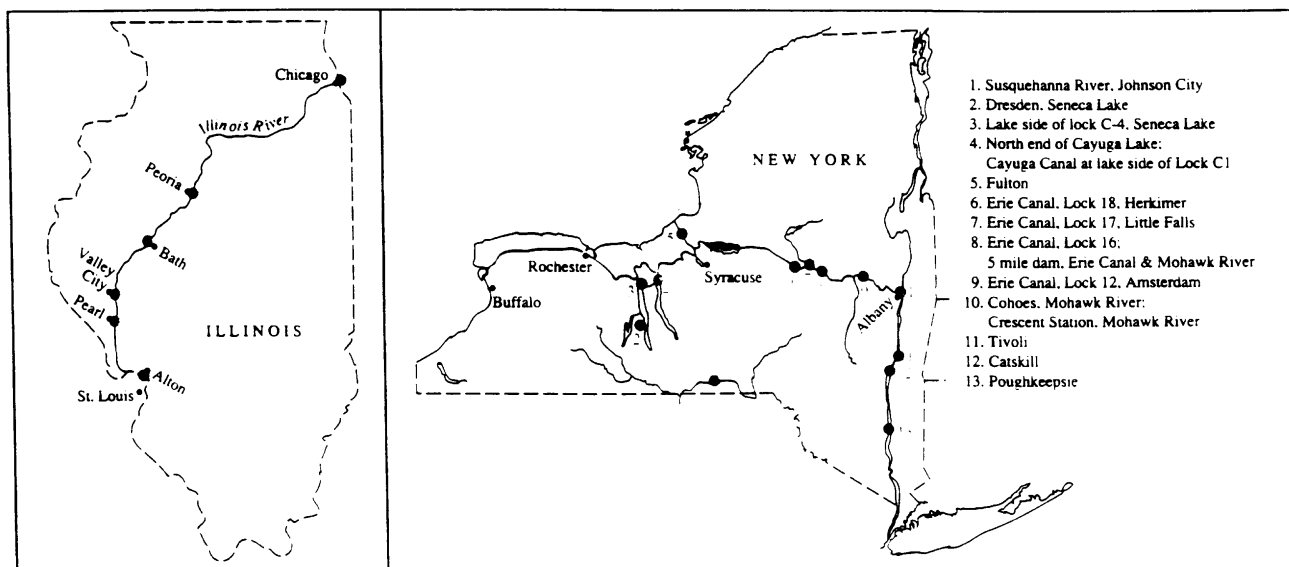 Chicago
Illinois River
Peoria
Bath
Valley
City
Pearl
ILLINOIS
Alton
St. Louis
NEW YORK
Rochester
Syracuse
Buffalo
Albany
1. Susquehanna River, Johnson City
2. Dresden, Seneca Lake
3. Lake side of lock C-4, Seneca Lake
4. North end of Cayuga Lake;
Cayuga Canal at lake side of Lock C1
5. Fulton
6. Erie Canal, Lock 18, Herkimer
7. Erie Canal, Lock 17, Little Falls
8. Erie Canal, Lock 16;
5 mile dam, Erie Canal & Mohawk River
9. Erie Canal, Lock 12, Amsterdam
10. Cohoes, Mohawk River;
Crescent Station, Mohawk River
11. Tivoli
12. Catskill
13. Poughkeepsie